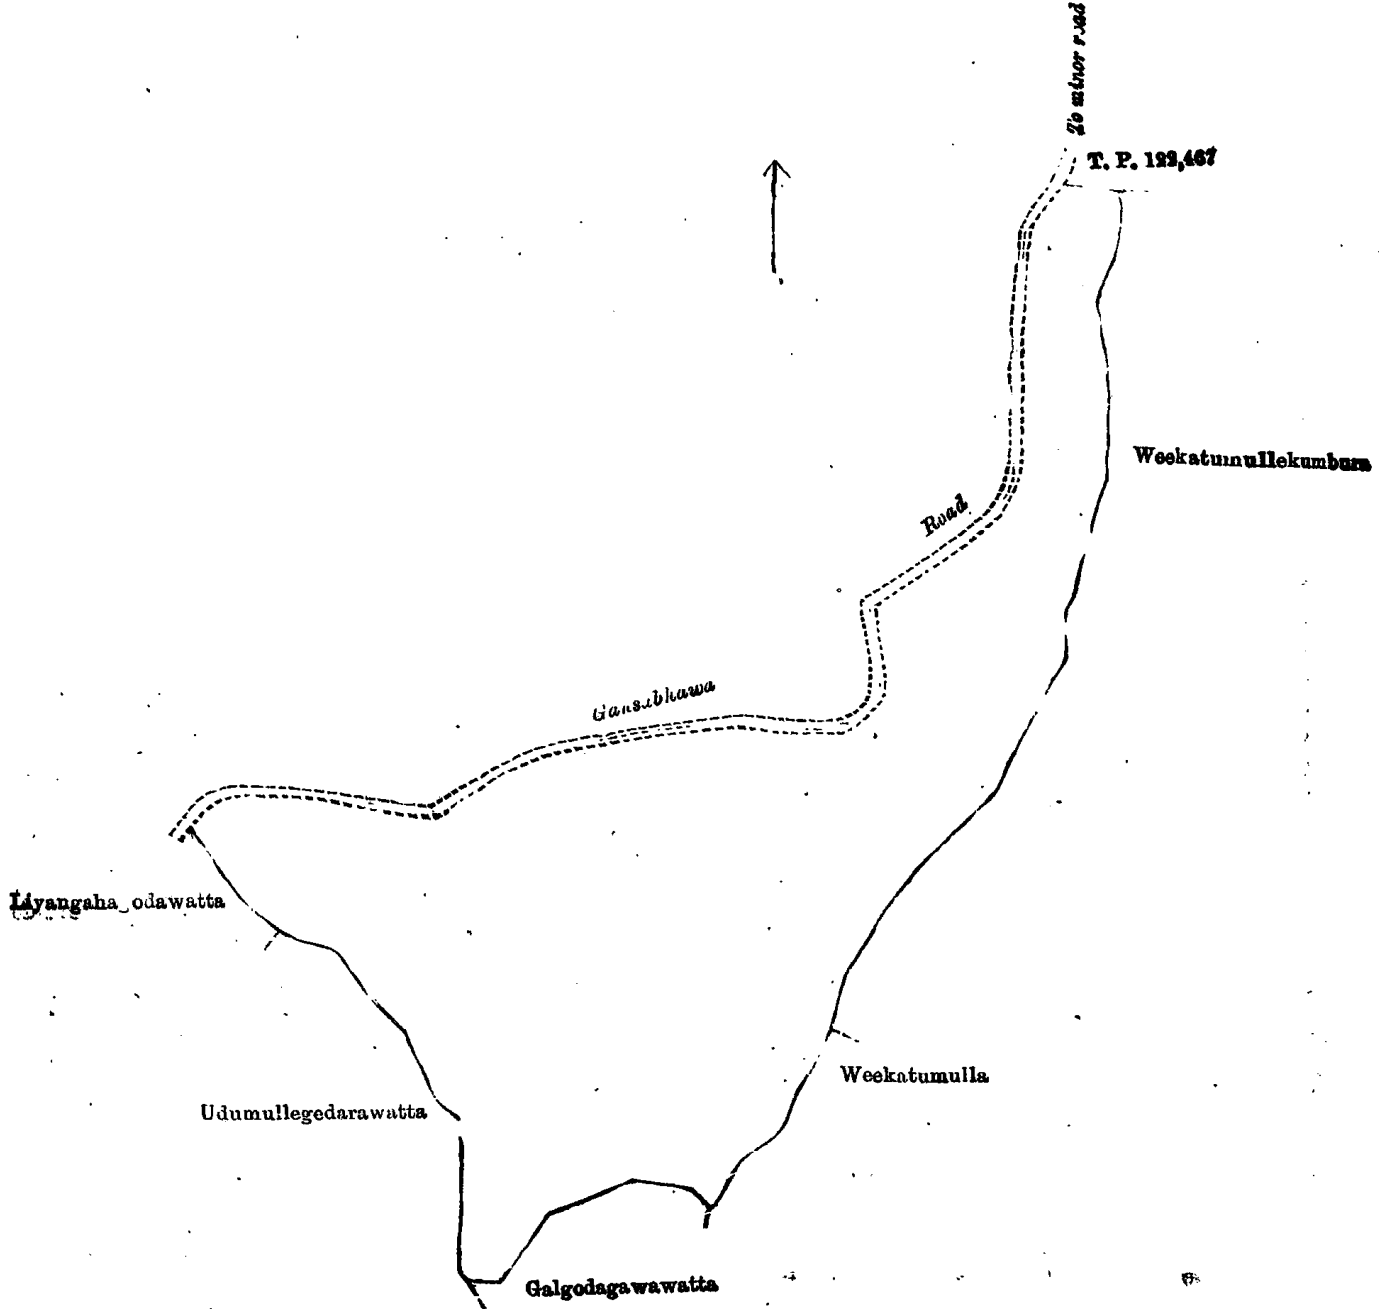 To minor road
T. P. 122,467
Weekatumullekumbura
Road
Gansabhawa
Liyangaha odawatta
Weekatumulla
Udumullegedarawatta
Galgodagawawatta